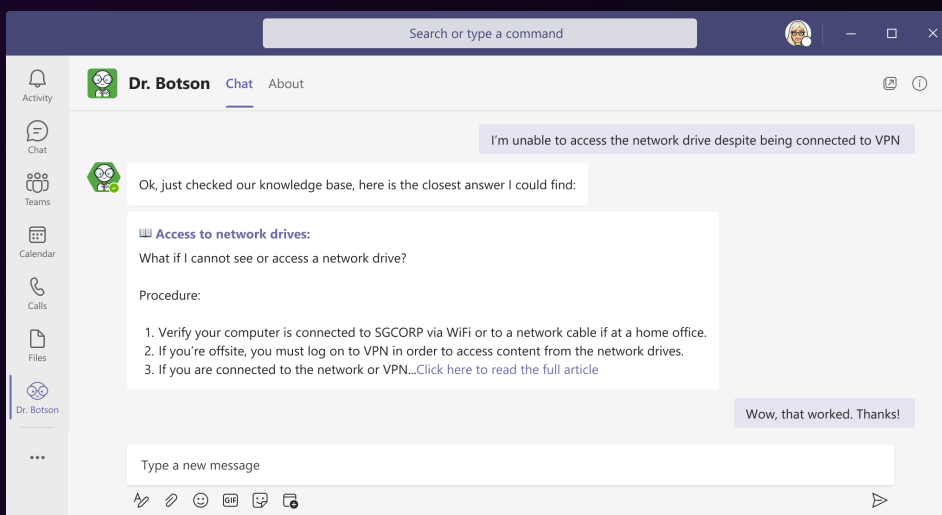 Search or type a command
Activity
Chat
Teams
Calendar
Calls
Files
Dr. Botson
Dr. Botson Chat About
I'm unable to access the network drive despite being connected to VPN
Ok, just checked our knowledge base, here is the closest answer I could find:
Access to network drives:
What if I cannot see or access a network drive?
Procedure:
1. Verify your computer is connected to SGCORP via WiFi or to a network cable if at a home office.
2. If you're offsite, you must log on to VPN in order to access content from the network drives.
3. If you are connected to the network or VPN...Click here to read the full article
Wow, that worked. Thanks!
Type a new message
GIF